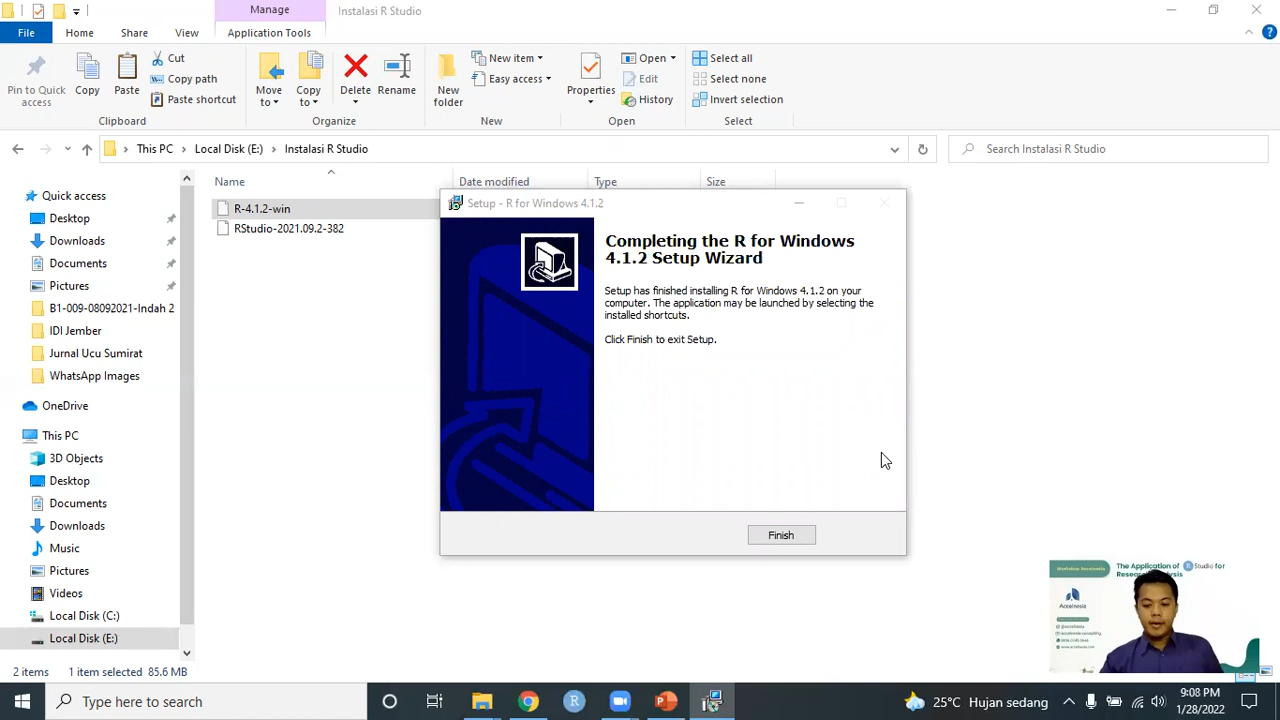 Manage
Instalasi R Studio
File
Home
Share
View
Application Tools
Pin to Quick
access
Copy
Paste
Cut
Copy path
Paste shortcut
Clipboard
Move
to
Copy
to
Delete
Rename
Organize
New
folder
New item
Easy access
New
Properties
Open
Edit
History
Open
Select all
Select none
Invert selection
Select
This PC
Local Disk (E:)
Instalasi R Studio
Search Instalasi R Studio
Name
Date modified
Type
Size
R-4.1.2-win
RStudio-2021.09.2-382
Quick access
Desktop
Downloads
Documents
Pictures
B1-009-08092021-Indah 2
IDI Jember
Jurnal Ucu Sumirat
WhatsApp Images
OneDrive
This PC
3D Objects
Desktop
Documents
Downloads
Music
Pictures
Videos
Local Disk (C:)
Local Disk (E:)
Setup - R for Windows 4.1.2
Completing the R for Windows
4.1.2 Setup Wizard
Setup has finished installing R for Windows 4.1.2 on your
computer. The application may be launched by selecting the
installed shortcuts.
Click Finish to exit Setup.
Finish
Workshop Accelnesia
The Application of R Studio for
Accelnesia
2 items
1 item selected 85.6 MB
Type here to search
R
25°C Hujan sedang
9:08 PM
1/28/2022